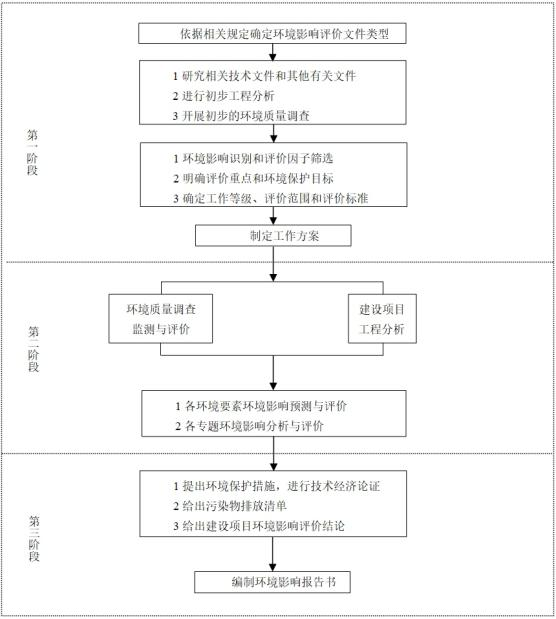 依据相关规定确定环境影响评价文件类型
1 研究相关技术文件和其他有关文件
2 进行初步工程分析
3 开展初步的环境质量调查
第一阶段
1 环境影响识别和评价因子筛选
2 明确评价重点和环境保护目标
3 确定工作等级、评价范围和评价标准
制定工作方案
第二阶段
环境质量调查
监测与评价
建设项目
工程分析
1 各环境要素环境影响预测与评价
2 各专题环境影响分析与评价
第三阶段
1 提出环境保护措施，进行技术经济论证
2 给出污染物排放清单
3 给出建设项目环境影响评价结论
编制环境影响报告书